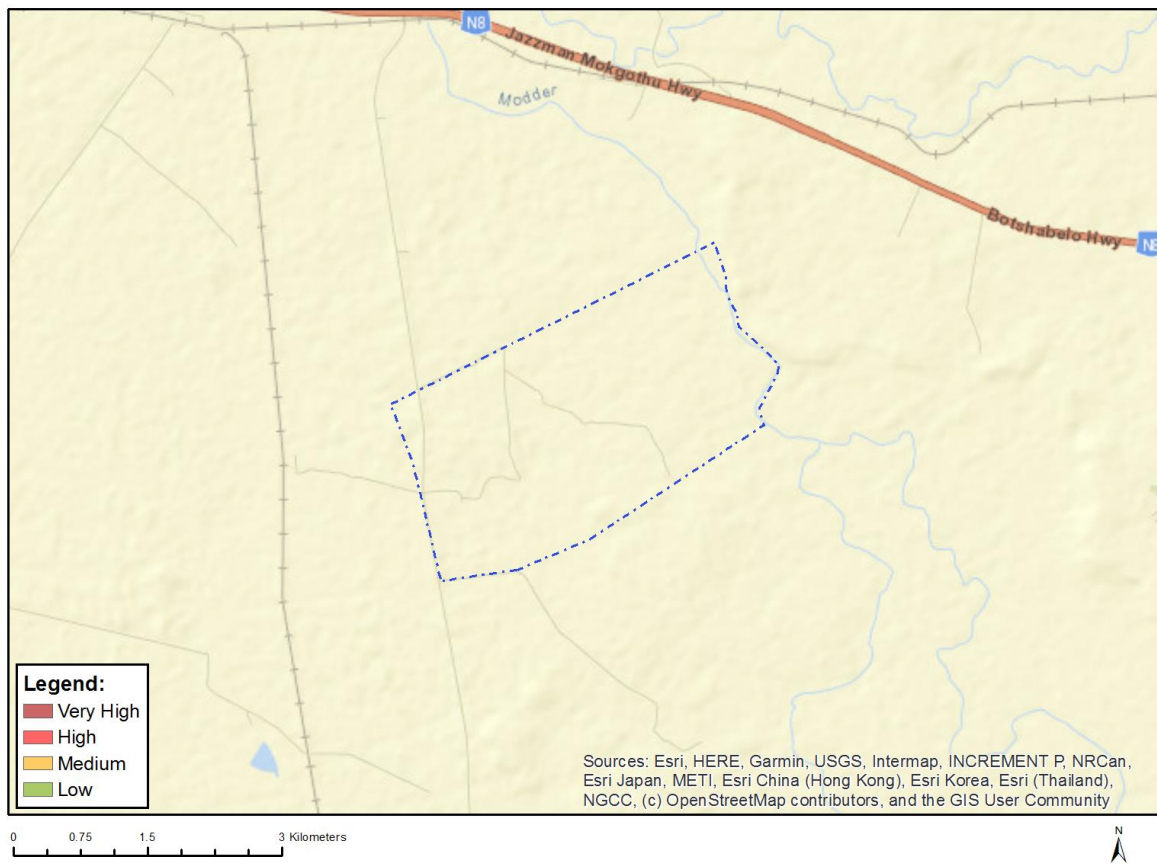 N8
Jazzman Mokgothu Hwy
Modder
Botshabelo Hwy
N8
Legend:
Very High
High
Medium
Low
Sources: Esri, HERE, Garmin, USGS, Intermap, INCREMENT P, NRCan,
Esri Japan, METI, Esri China (Hong Kong), Esri Korea, Esri (Thailand),
NGCC, (c) OpenStreetMap contributors, and the GIS User Community
0 0.75 1.5 3 Kilometers
N